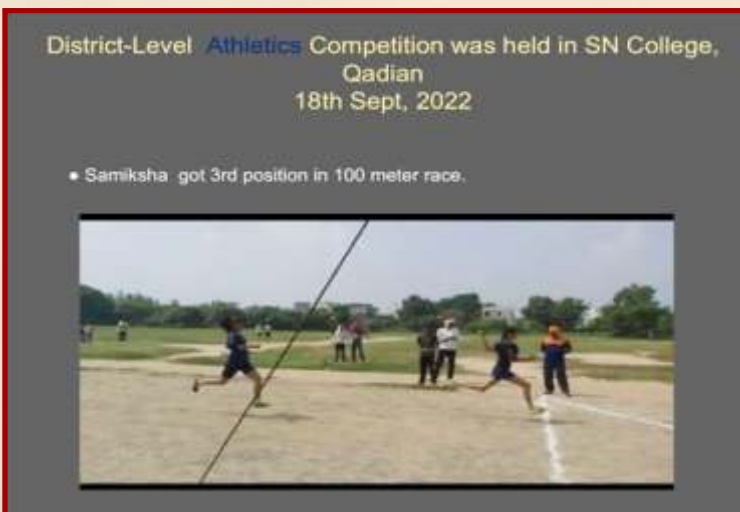 District-Level Athletics Competition was held in SN College,
Qadian
18th Sept, 2022
• Samiksha got 3rd position in 100 meter race.